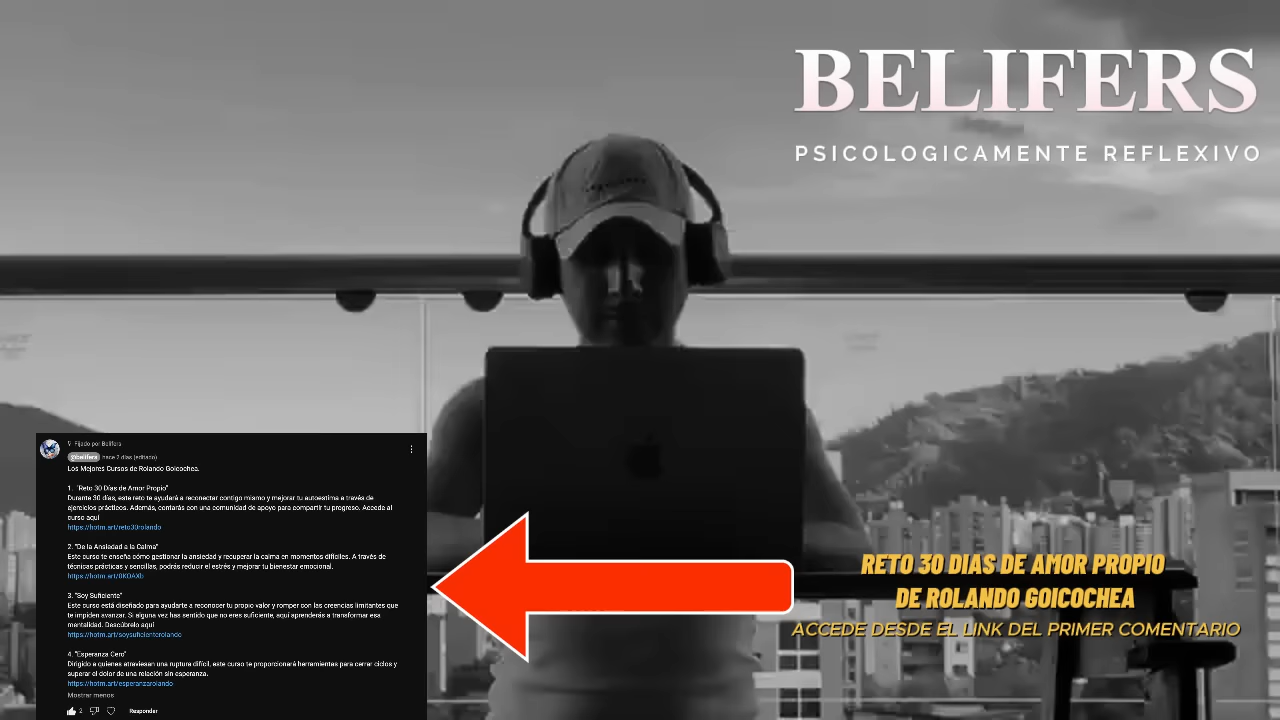 BELIFERS
PSICOLOGICAMENTE REFLEXIVO
Fijado por Belifers
@belifers hace 2 días (editado)
Los Mejores Cursos de Rolando Goicochea.
1. "Reto 30 Días de Amor Propio"
Durante 30 días, este reto te ayudará a reconectar contigo mismo y mejorar tu autoestima a través de
ejercicios prácticos. Además, contarás con una comunidad de apoyo para compartir tu progreso. Accede al
curso aquí
https://hotm.art/reto30rolando
2. "De la Ansiedad a la Calma"
Este curso te enseña cómo gestionar la ansiedad y recuperar la calma en momentos difíciles. A través de
técnicas prácticas y sencillas, podrás reducir el estrés y mejorar tu bienestar emocional.
https://hotm.art/0KOAXb
3. "Soy Suficiente"
Este curso está diseñado para ayudarte a reconocer tu propio valor y romper con las creencias limitantes que
te impiden avanzar. Si alguna vez has sentido que no eres suficiente, aquí aprenderás a transformar esa
mentalidad. Descúbrelo aquí
https://hotm.art/soysuficienterolando
4. "Esperanza Cero"
Dirigido a quienes atraviesan una ruptura difícil, este curso te proporcionará herramientas para cerrar ciclos y
superar el dolor de una relación sin esperanza.
https://hotm.art/esperanzarolando
Mostrar menos
2 Responder
RETO 30 DIAS DE AMOR PROPIO
DE ROLANDO GOICOCHEA
ACCEDE DESDE EL LINK DEL PRIMER COMENTARIO